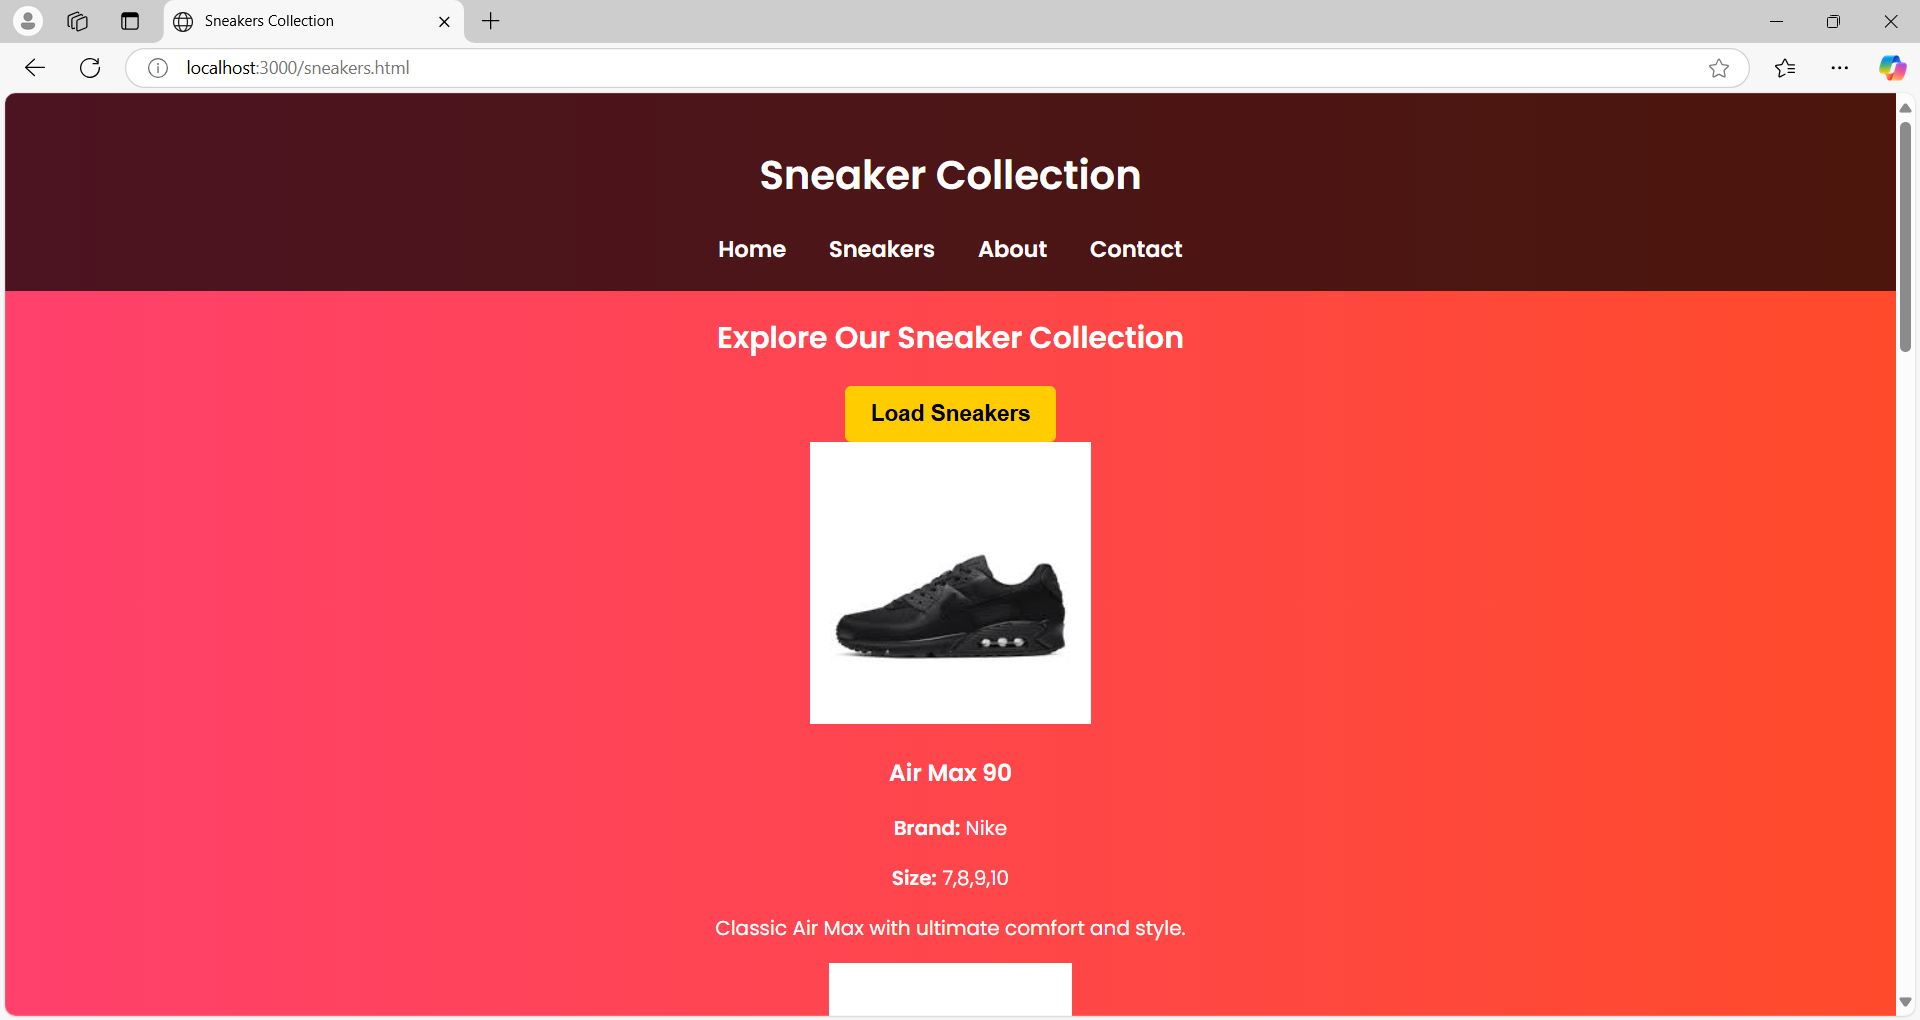 Sneakers Collection
localhost:3000/sneakers.html
Sneaker Collection
Home Sneakers About Contact
Explore Our Sneaker Collection
Load Sneakers
Air Max 90
Brand: Nike
Size: 7,8,9,10
Classic Air Max with ultimate comfort and style.